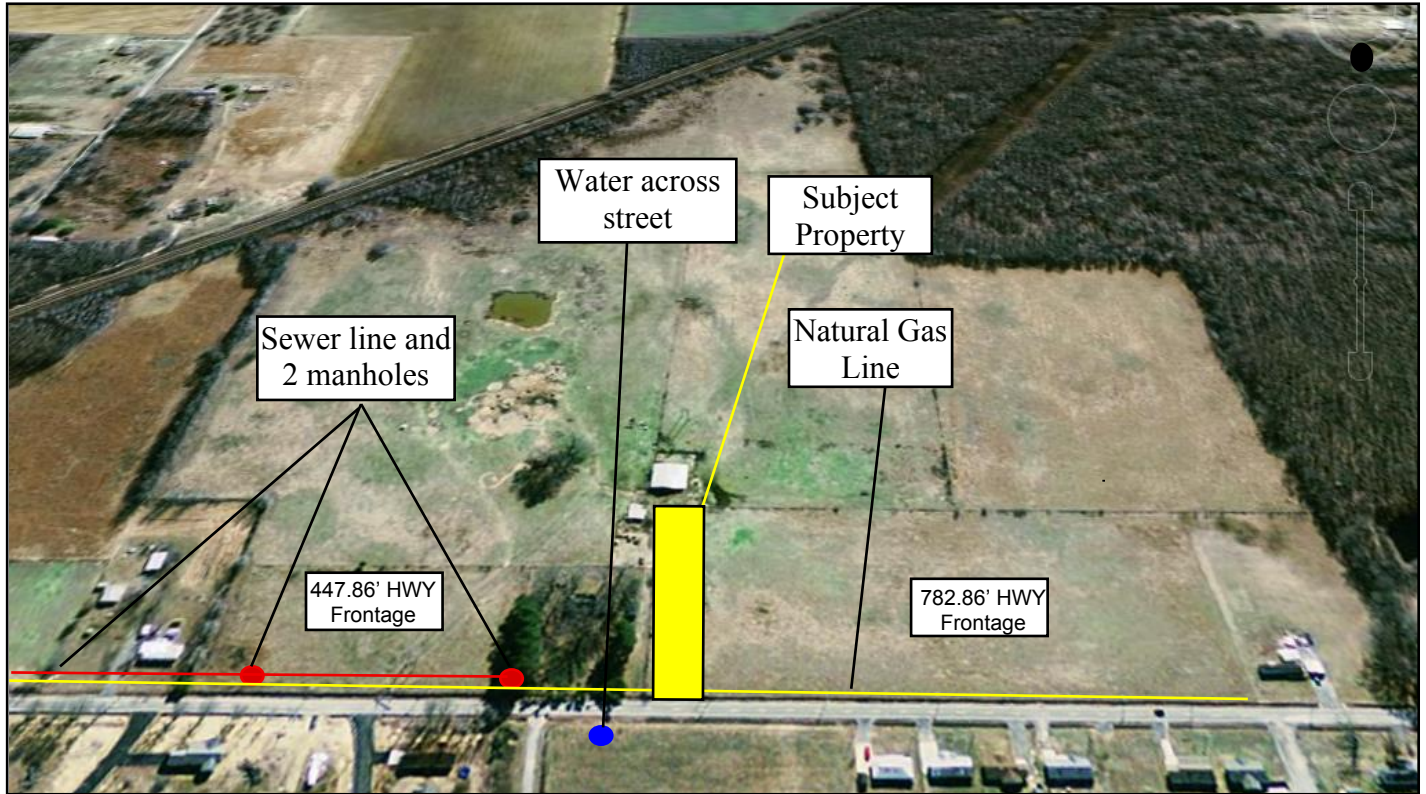 Water across
street
Subject
Property
Sewer line and
2 manholes
Natural Gas
Line
447.86’ HWY
Frontage
782.86’ HWY
Frontage